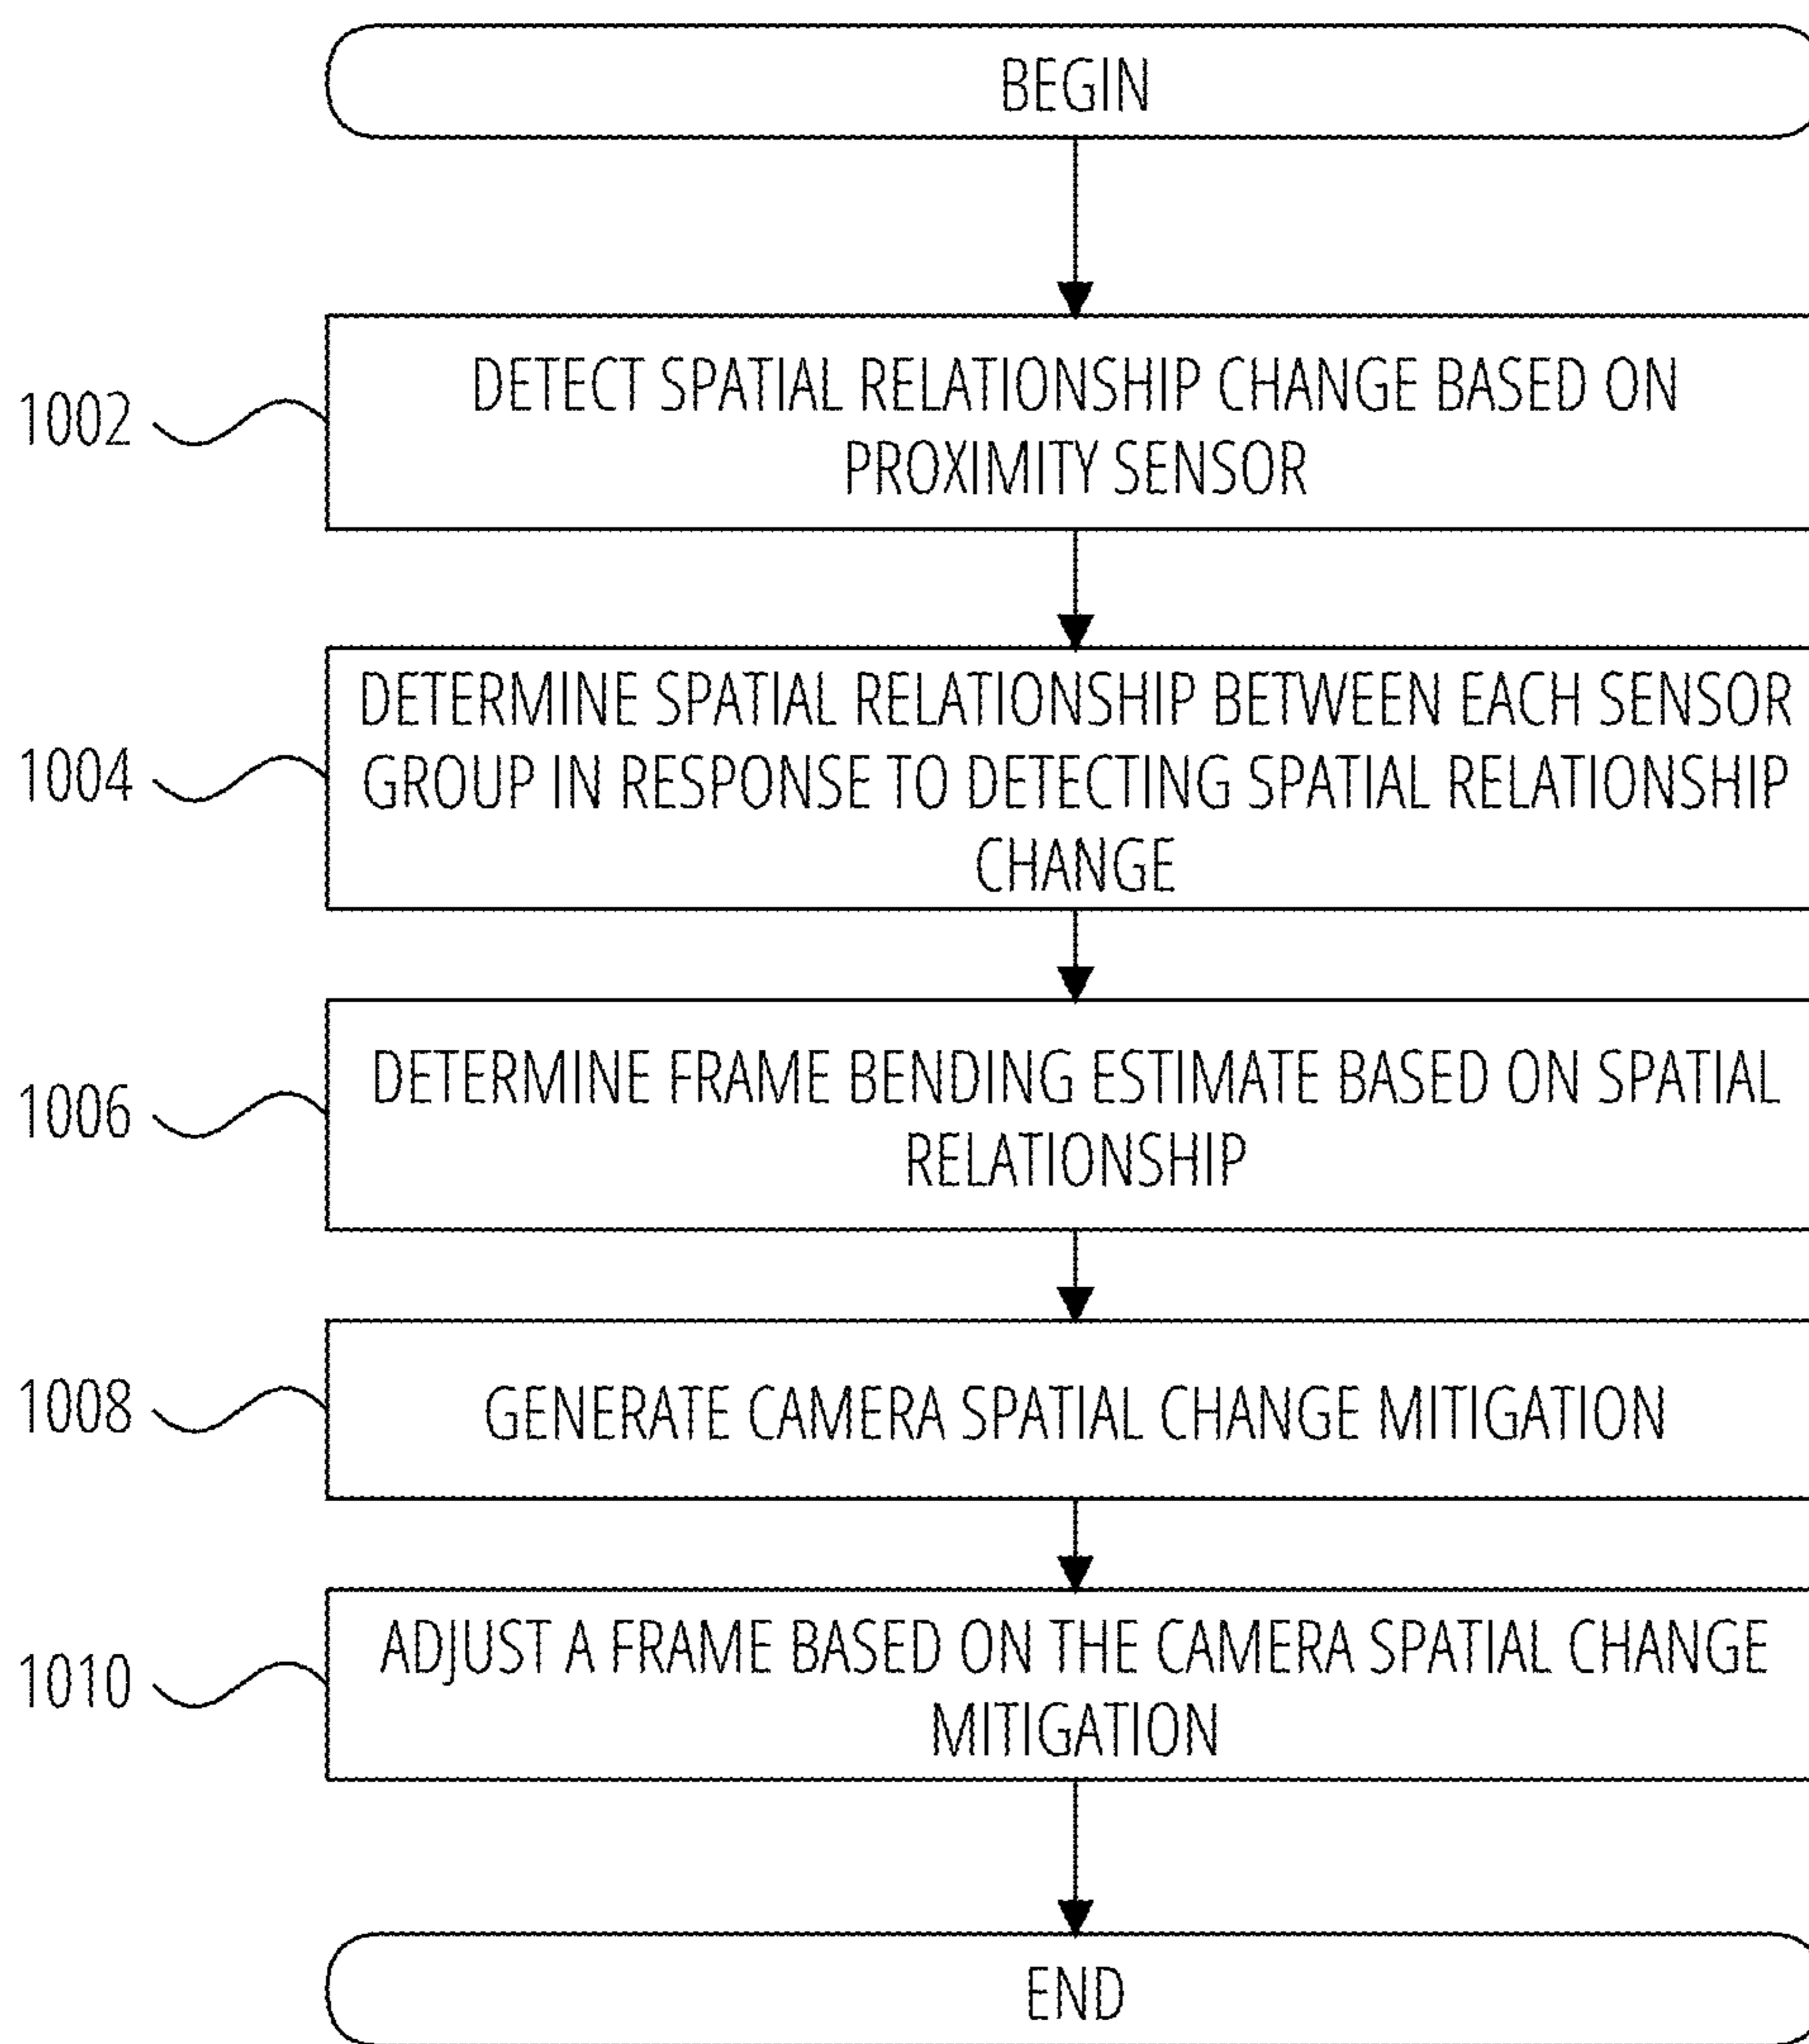 BEGIN
1002
DETECT SPATIAL RELATIONSHIP CHANGE BASED ON
PROXIMITY SENSOR
1004
DETERMINE SPATIAL RELATIONSHIP BETWEEN EACH SENSOR
GROUP IN RESPONSE TO DETECTING SPATIAL RELATIONSHIP
CHANGE
1006
DETERMINE FRAME BENDING ESTIMATE BASED ON SPATIAL
RELATIONSHIP
1008
GENERATE CAMERA SPATIAL CHANGE MITIGATION
1010
ADJUST A FRAME BASED ON THE CAMERA SPATIAL CHANGE
MITIGATION
END